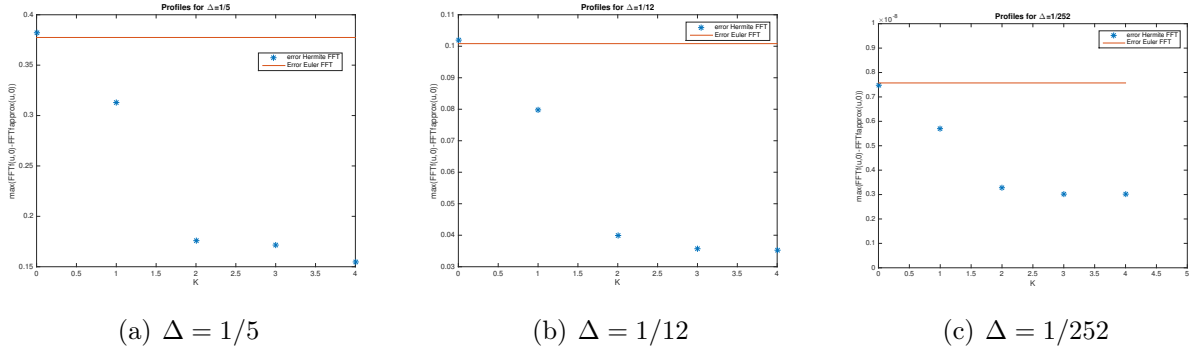 Profiles for Δ=1/5
0.4
0.35
0.3
0.25
0.2
0.15
max(FFTf(u,0)-FFTfapprox(u,0))
error Hermite FFT
Error Euler FFT
0 0.5 1 1.5 2 2.5 3 3.5 4
K
(a) Δ = 1/5
Profiles for Δ=1/12
0.11
0.1
0.09
0.08
0.07
0.06
0.05
0.04
0.03
max(FFTf(u,0)-FFTfapprox(u,0))
error Hermite FFT
Error Euler FFT
0 0.5 1 1.5 2 2.5 3 3.5 4
K
(b) Δ = 1/12
Profiles for Δ=1/252
×10⁻⁸
1
0.9
0.8
0.7
0.6
0.5
0.4
0.3
0.2
0.1
0
max(FFTf(u,0)-FFTfapprox(u,0))
error Hermite FFT
Error Euler FFT
0 0.5 1 1.5 2 2.5 3 3.5 4 4.5 5
K
(c) Δ = 1/252